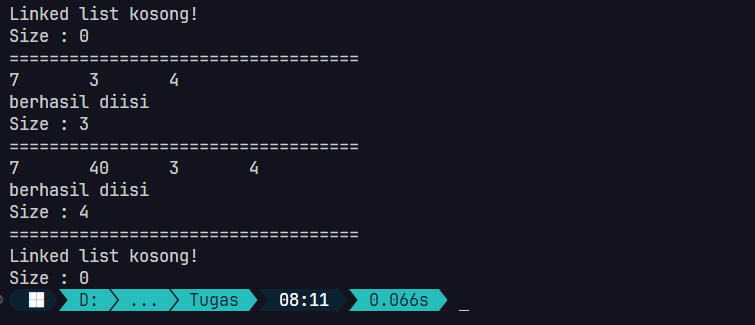 Linked list kosong!
Size : 0
===================================
7       3       4
berhasil diisi
Size : 3
===================================
7       40      3       4
berhasil diisi
Size : 4
===================================
Linked list kosong!
Size : 0
D: ... Tugas 08:11 0.066s _